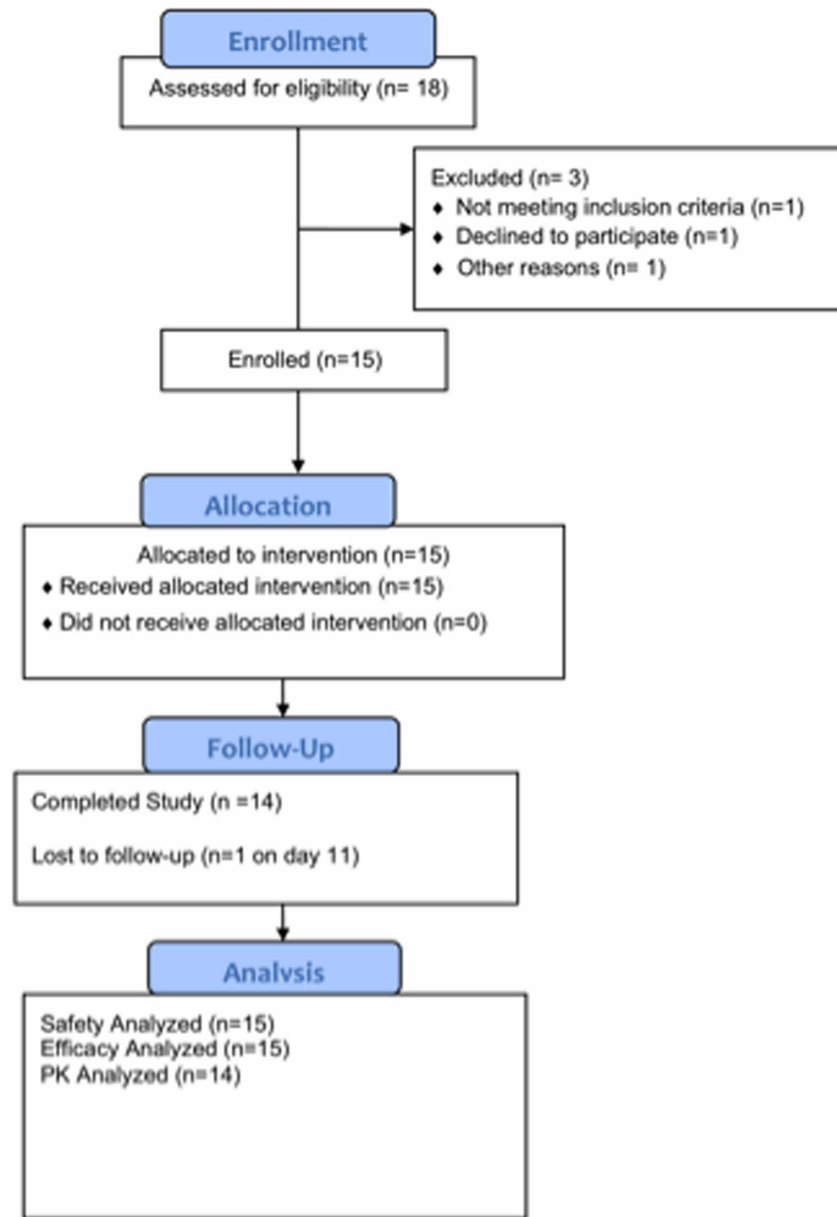 Enrollment
Assessed for eligibility (n= 18)
Excluded (n= 3)
♦ Not meeting inclusion criteria (n=1)
♦ Declined to participate (n=1)
♦ Other reasons (n= 1)
Enrolled (n=15)
Allocation
Allocated to intervention (n=15)
♦ Received allocated intervention (n=15)
♦ Did not receive allocated intervention (n=0)
Follow-Up
Completed Study (n =14)
Lost to follow-up (n=1 on day 11)
Analysis
Safety Analyzed (n=15)
Efficacy Analyzed (n=15)
PK Analyzed (n=14)